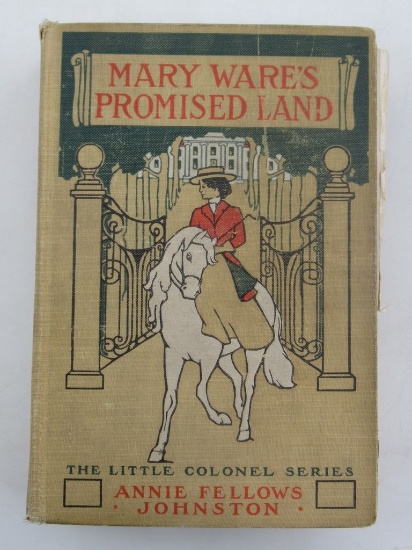 MARY WARE'S
PROMISED LAND
THE LITTLE COLONEL SERIES
ANNIE FELLOWS
· JOHNSTON ·